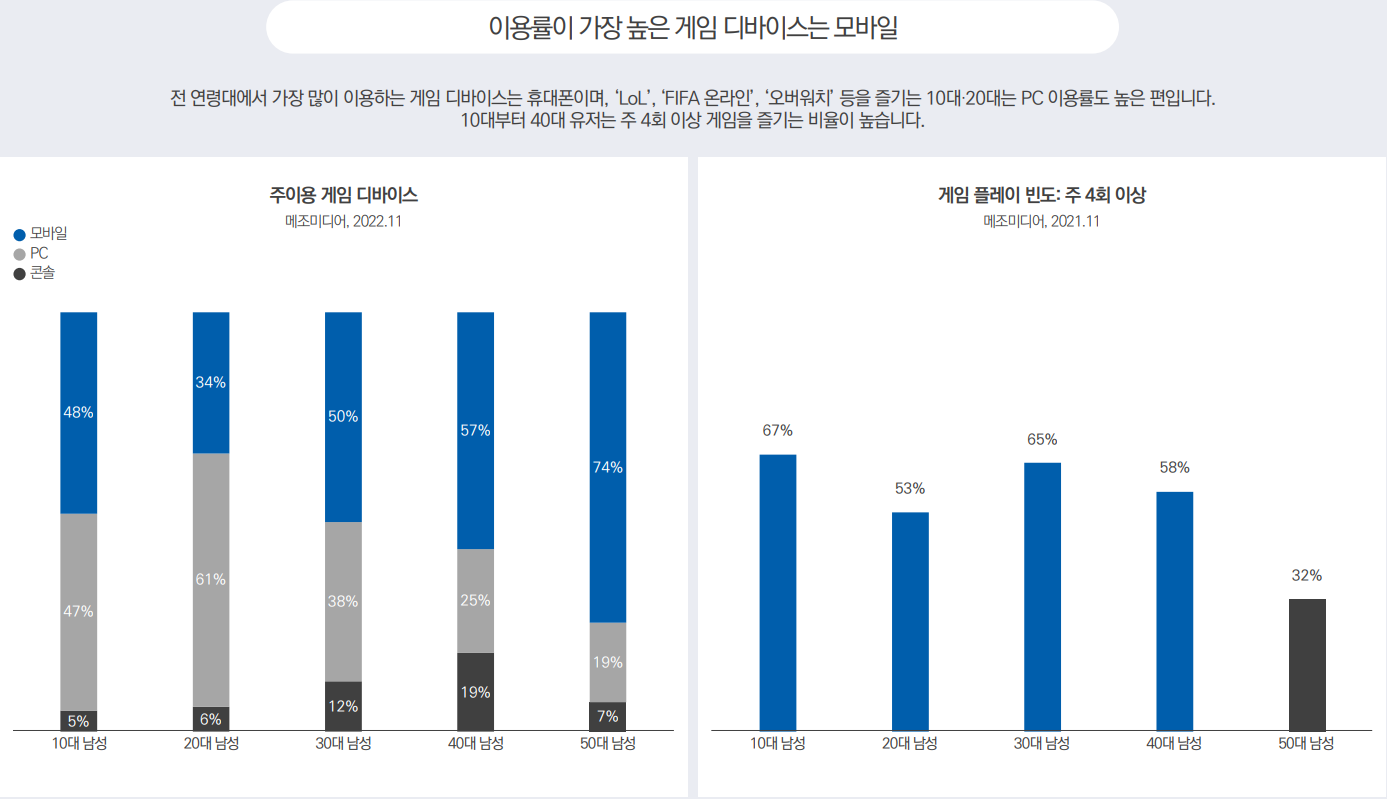 이용률이 가장 높은 게임 디바이스는 모바일
전 연령대에서 가장 많이 이용하는 게임 디바이스는 휴대폰이며, ‘LoL’, ‘FIFA 온라인’, ‘오버워치’ 등을 즐기는 10대·20대는 PC 이용률도 높은 편입니다.
10대부터 40대 유저는 주 4회 이상 게임을 즐기는 비율이 높습니다.
주이용 게임 디바이스
메조미디어, 2022.11
모바일
PC
콘솔
48%
34%
50%
57%
74%
47%
61%
38%
25%
19%
5%
6%
12%
19%
7%
10대 남성
20대 남성
30대 남성
40대 남성
50대 남성
게임 플레이 빈도: 주 4회 이상
메조미디어, 2021.11
67%
53%
65%
58%
32%
10대 남성
20대 남성
30대 남성
40대 남성
50대 남성